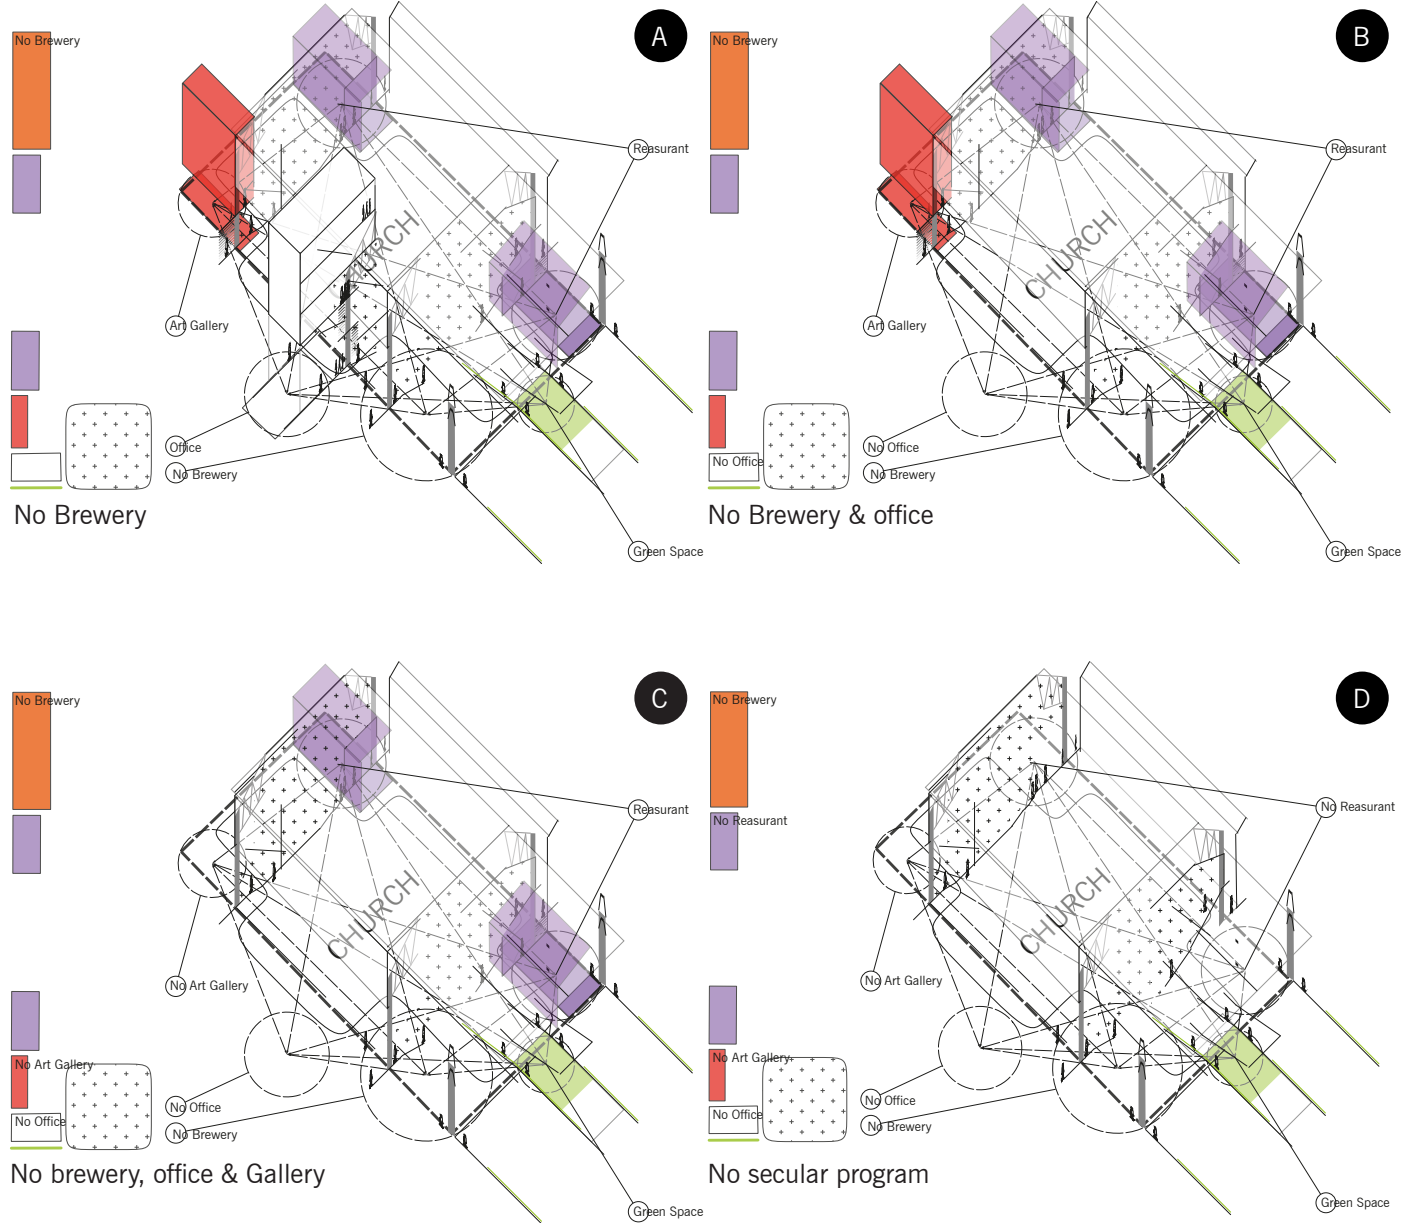 A
No Brewery
Reasurant
CHURCH
Art Gallery
Office
No Brewery
Green Space
No Brewery
B
No Brewery
Reasurant
CHURCH
Art Gallery
No Office
No Office
No Brewery
Green Space
No Brewery & office
C
No Brewery
Reasurant
CHURCH
No Art Gallery
No Art Gallery
No Office
No Office
No Brewery
Green Space
No brewery, office & Gallery
D
No Brewery
No Reasurant
No Reasurant
CHURCH
No Art Gallery
No Art Gallery
No Office
No Office
No Brewery
Green Space
No secular program